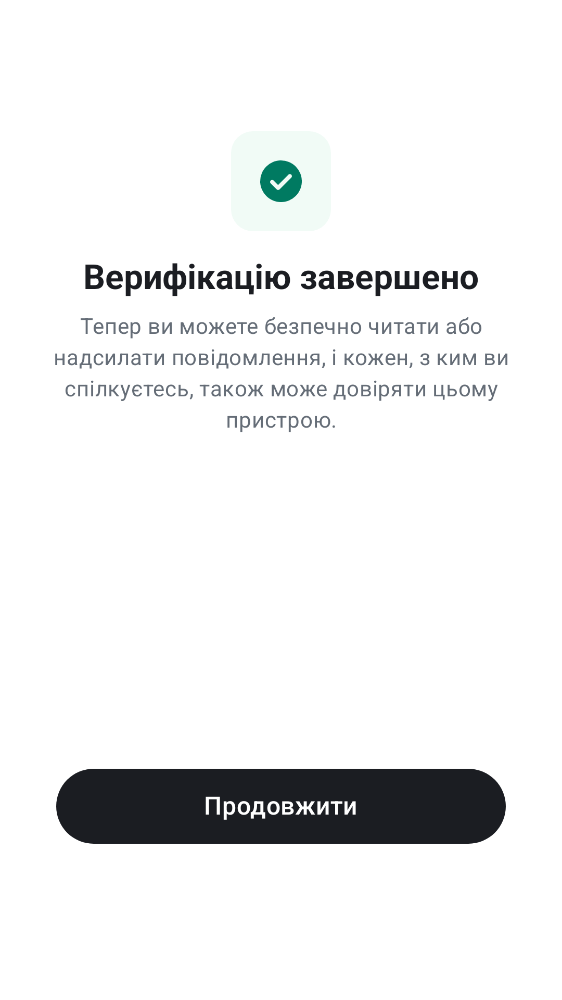 Верифікацію завершено
Тепер ви можете безпечно читати або
надсилати повідомлення, і кожен, з ким ви
спілкуєтесь, також може довіряти цьому
пристрою.
Продовжити